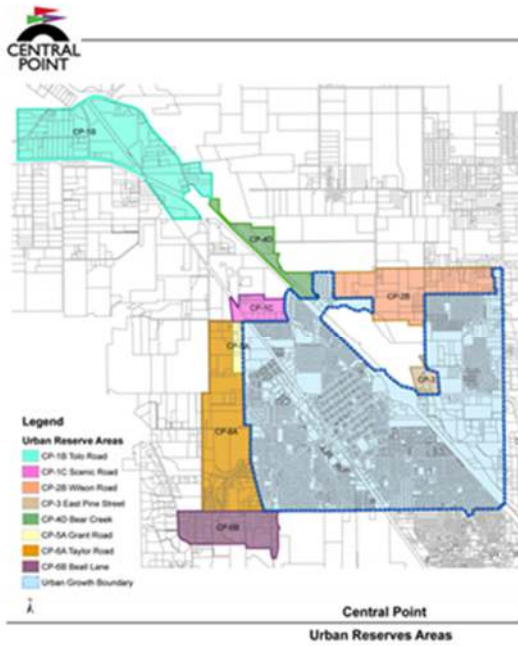 CENTRAL
POINT
CP-1B
CP-4D
CP-2B
CP-1C
CP-3
CP-5A
CP-6A
CP-6B
Legend
Urban Reserve Areas
CP-1B Tolo Road
CP-1C Scenic Road
CP-2B Wilson Road
CP-3 East Pine Street
CP-4D Bear Creek
CP-5A Grant Road
CP-6A Taylor Road
CP-6B Beall Lane
Urban Growth Boundary
Central Point
Urban Reserves Areas